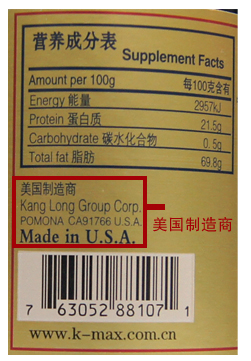 营养成分表
Supplement Facts
Amount per 100g 每100克含有
Energy 能量 2957KJ
Protein 蛋白质 21.5g
Carbohydrate 碳水化合物 0.5g
Total fat 脂肪 69.8g
美国制造商
Kang Long Group Corp.
POMONA CA91766 U.S.A.
Made in U.S.A.
美国制造商
7 63052 88107 1
www.k-max.com.cn